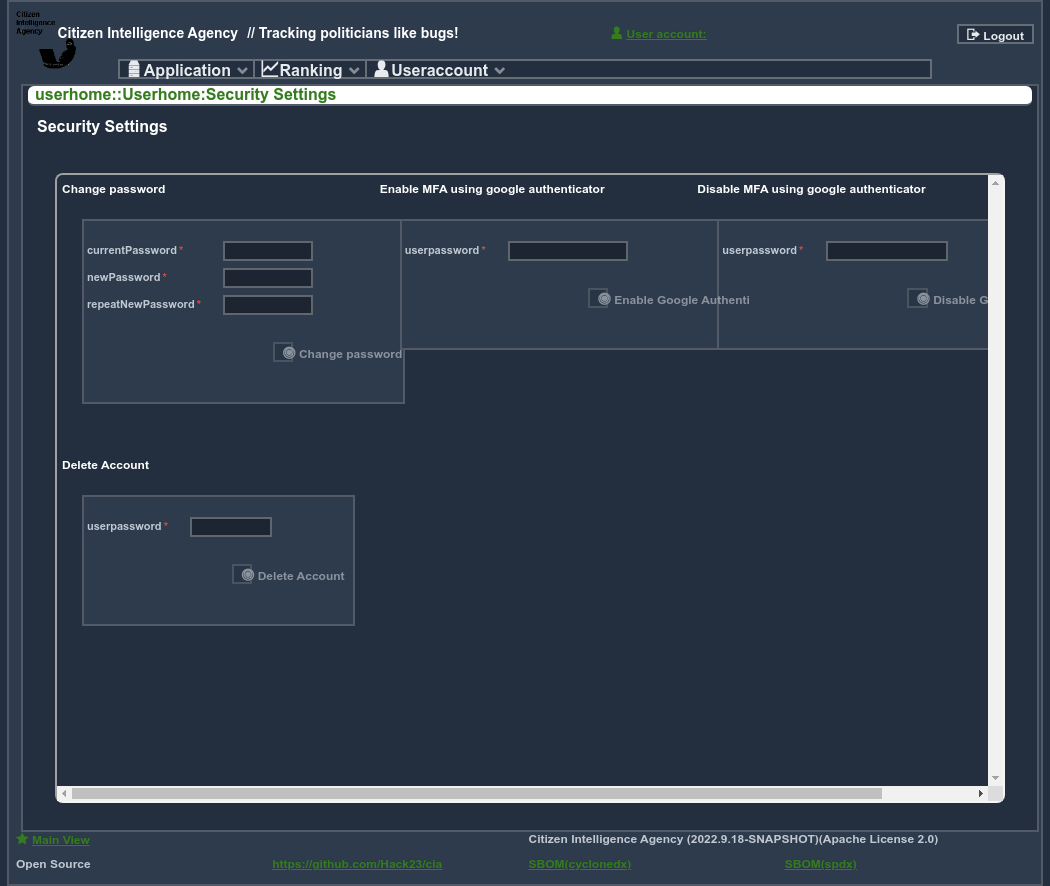 Citizen
Intelligence
Agency
Citizen Intelligence Agency // Tracking politicians like bugs!
User account:
Logout
Application
Ranking
Useraccount
userhome::Userhome:Security Settings
Security Settings
Change password
Enable MFA using google authenticator
Disable MFA using google authenticator
currentPassword*
newPassword*
repeatNewPassword*
Change password
userpassword*
Enable Google Authenti
userpassword*
Disable G
Delete Account
userpassword*
Delete Account
Main View
Citizen Intelligence Agency (2022.9.18-SNAPSHOT)(Apache License 2.0)
Open Source
https://github.com/Hack23/cia
SBOM(cyclonedx)
SBOM(spdx)